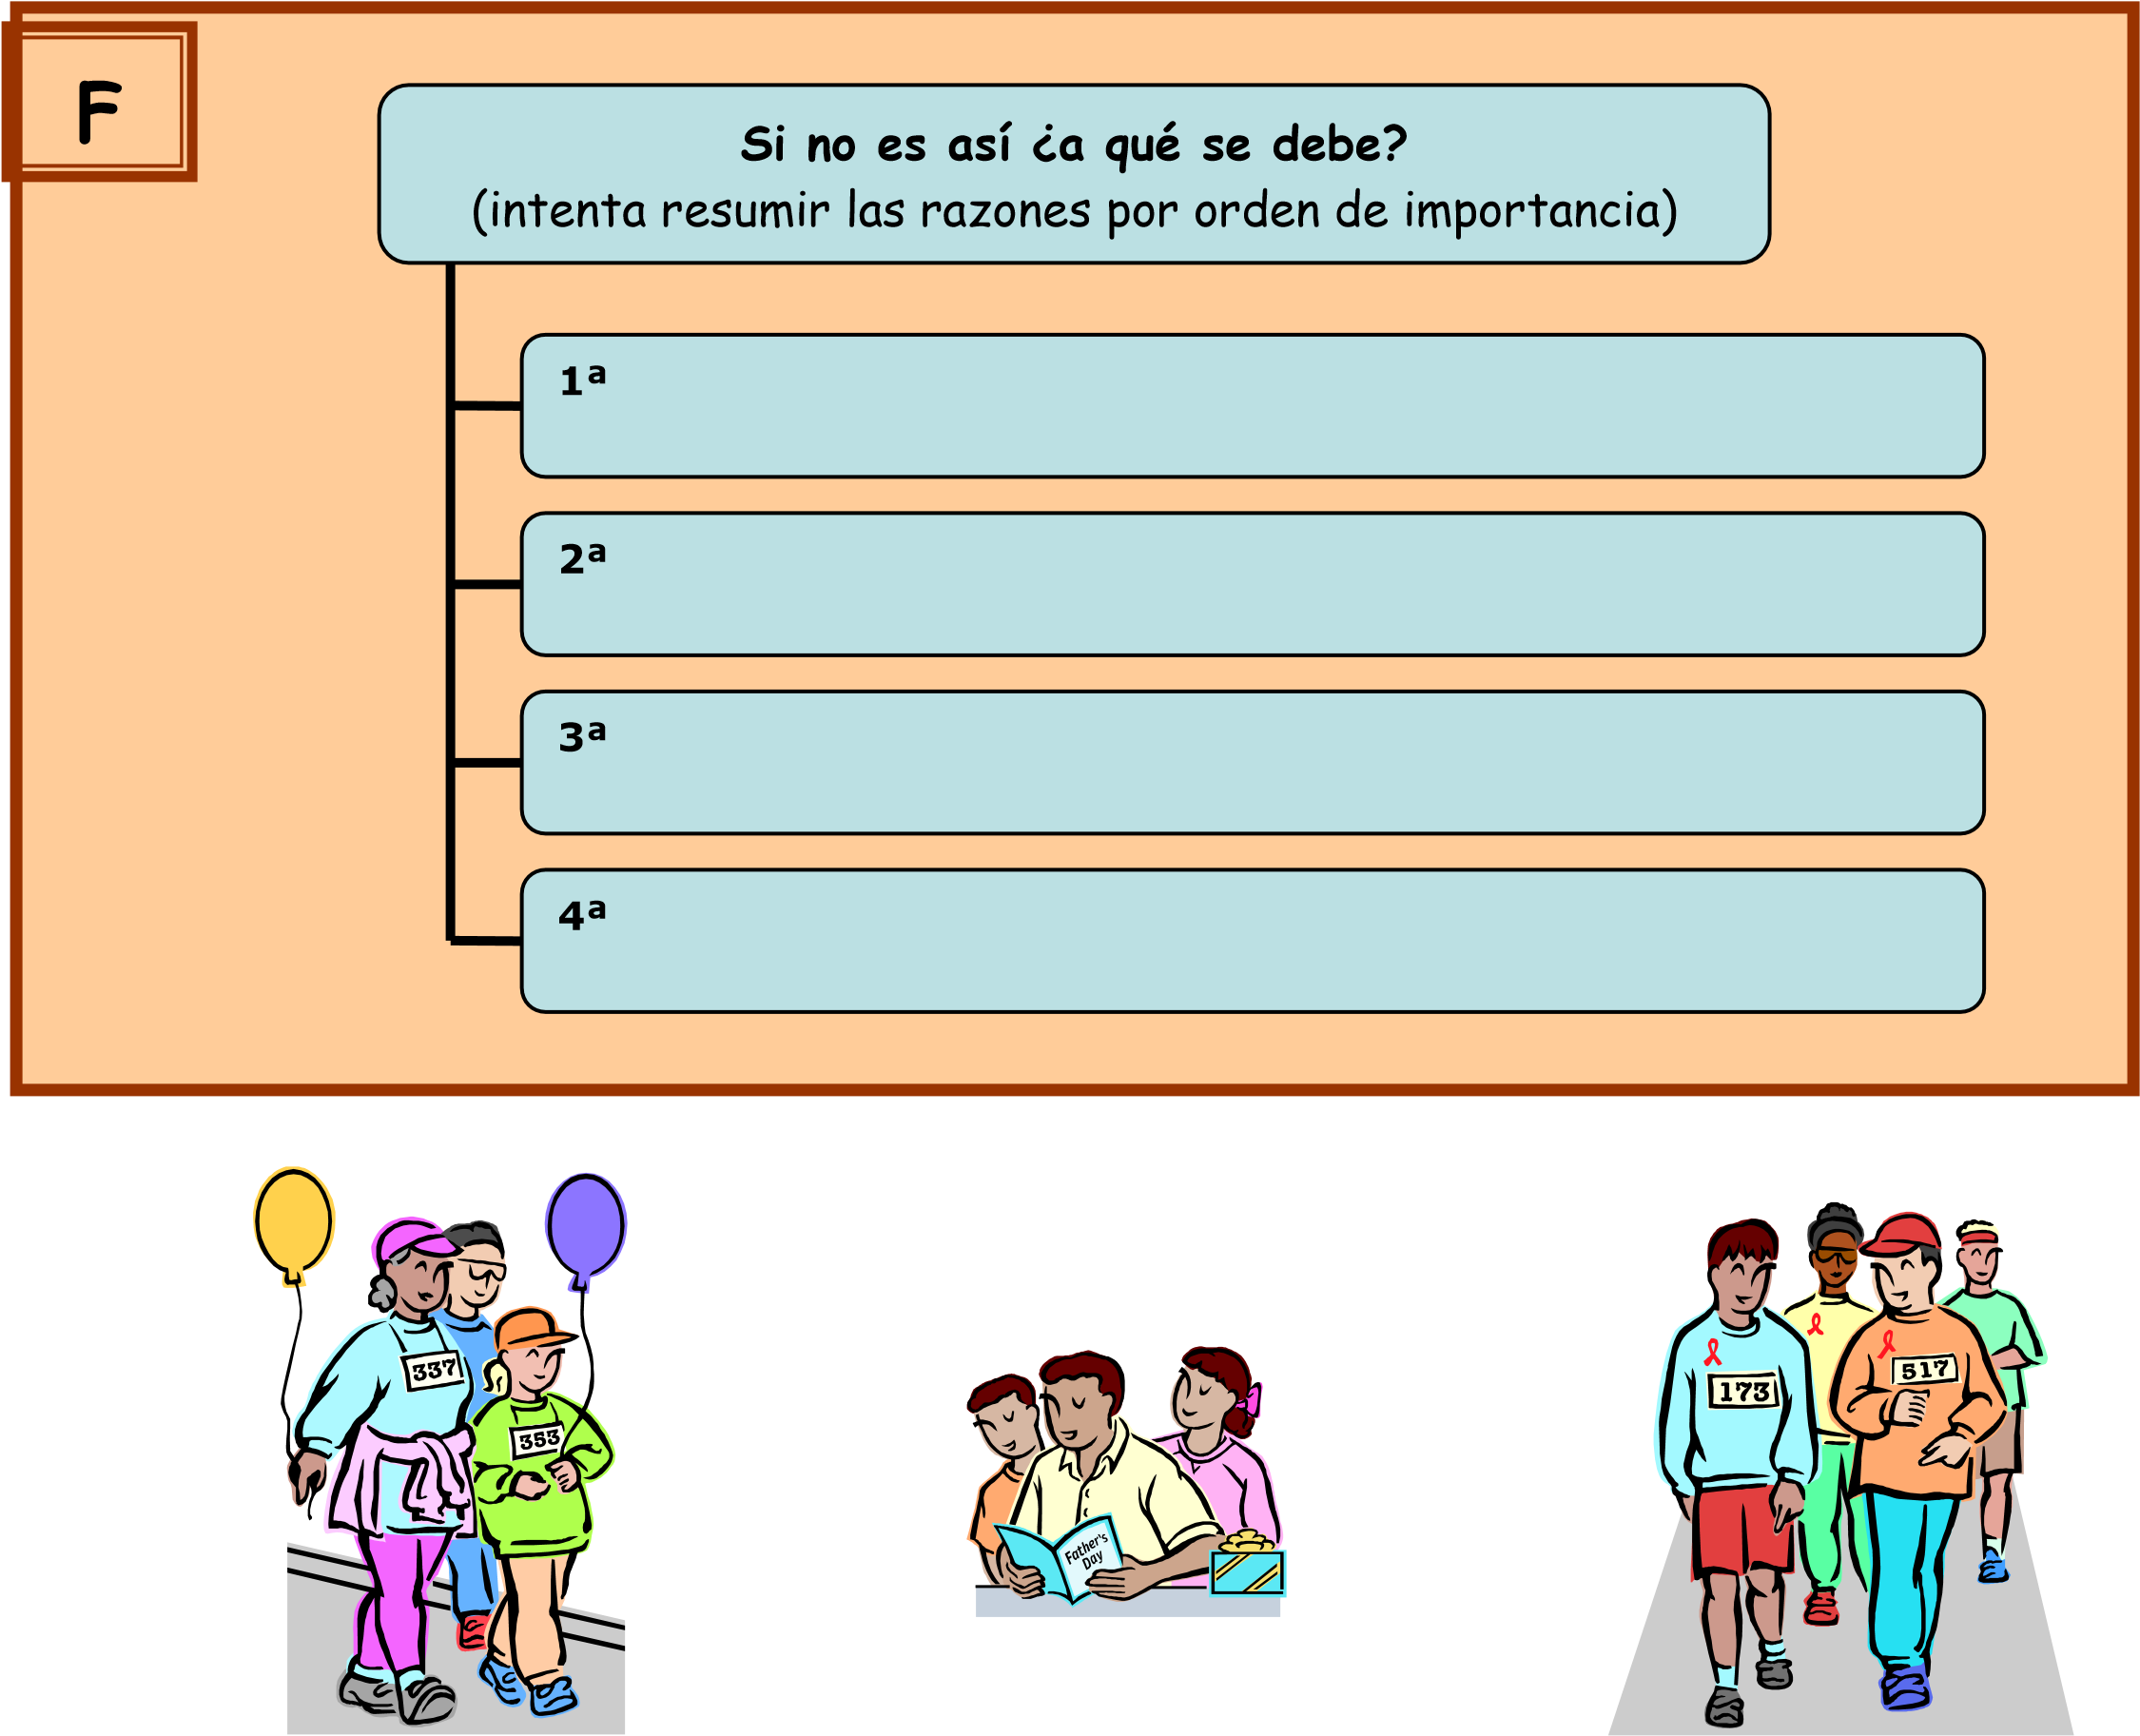 F
Si no es así ¿a qué se debe?
(intenta resumir las razones por orden de importancia)
1ª
2ª
3ª
4ª
337
353
Father's
Day
173
517